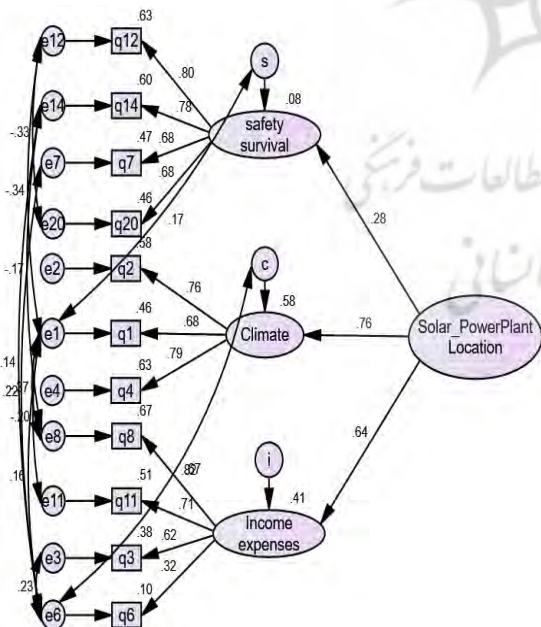 .63
e12 q12
s
.80
.60
e14 q14 .78 .08
safety
survival
-.33
.47 .68
e7 q7
.68
-.34
.46
e20 q20 .17
.28
.58
e2 q2 c
-.17
.76
.46 .58
e1 q1 .68 Climate .76 Solar_PowerPlant
Location
.79
.63
.14
e4 q4
.22
.67
-.20
e8 q8
.64
i
.51
.16
e11 q11 .71 .41
.38 .62 Income
expenses
e3 q3
.32
.23 .10
e6 q6
مطالعات فرهنگی